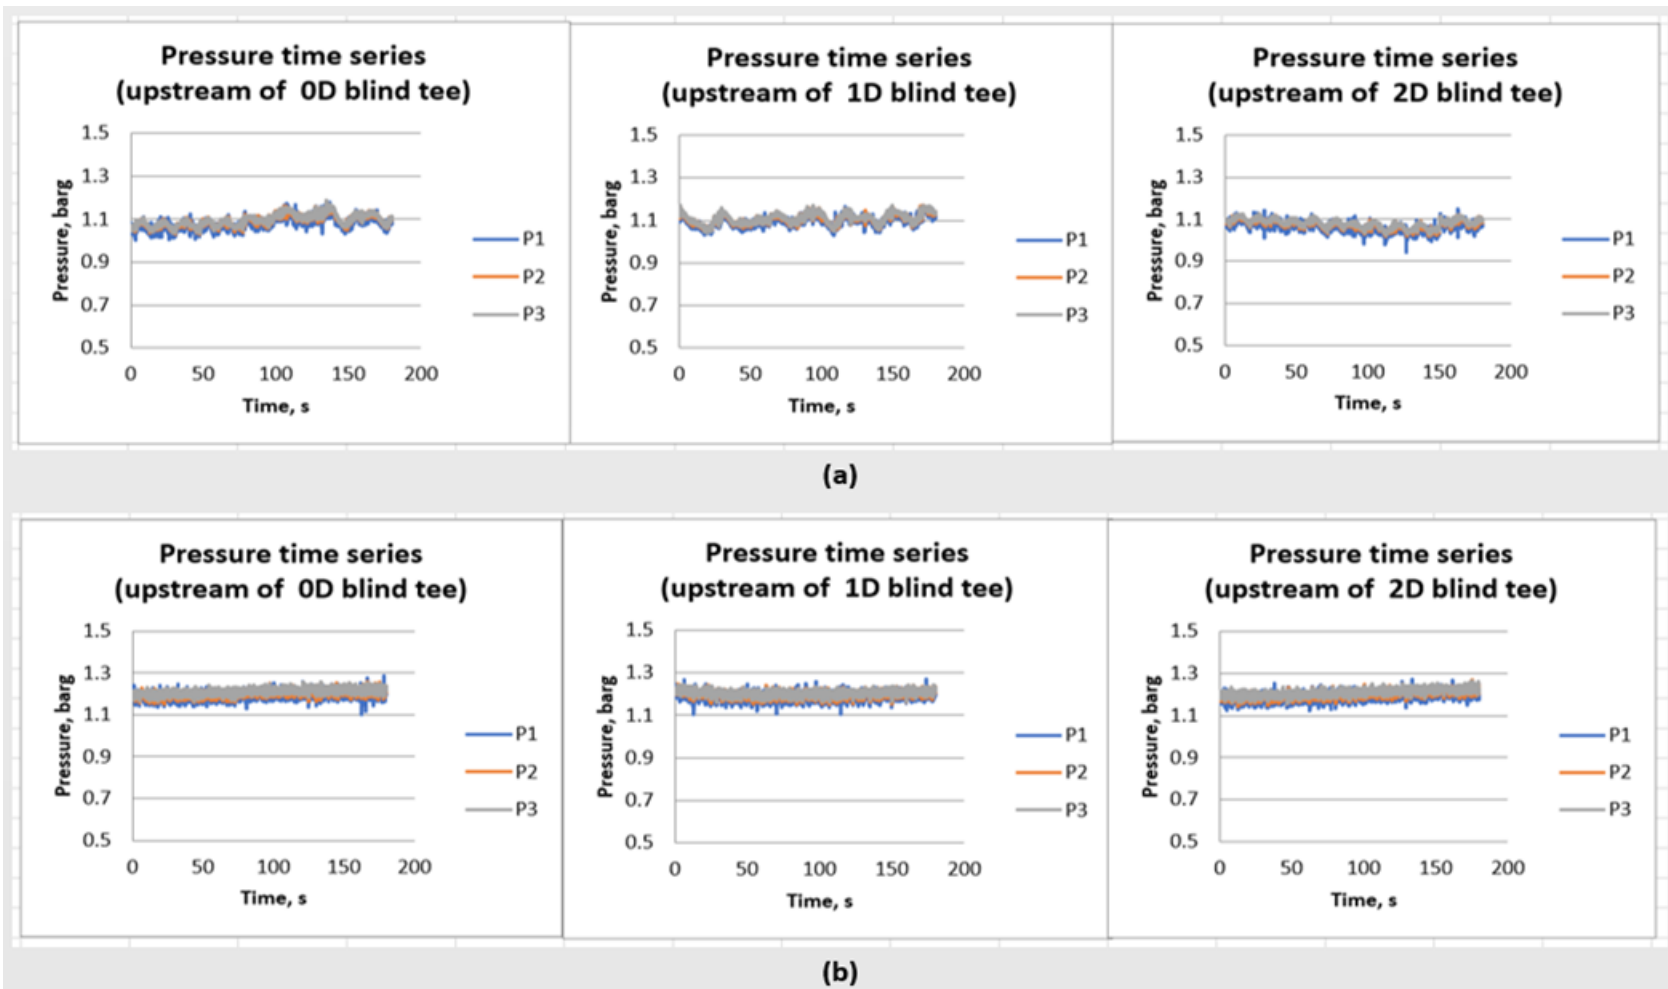 Pressure time series
(upstream of 0D blind tee)
1.5
1.3
1.1
0.9
0.7
0.5
Pressure, barg
0 50 100 150 200
Time, s
P1
P2
P3
Pressure time series
(upstream of 1D blind tee)
1.5
1.3
1.1
0.9
0.7
0.5
Pressure, barg
0 50 100 150 200
Time, s
P1
P2
P3
Pressure time series
(upstream of 2D blind tee)
1.5
1.3
1.1
0.9
0.7
0.5
Pressure, barg
0 50 100 150 200
Time, s
P1
P2
P3
(a)
Pressure time series
(upstream of 0D blind tee)
1.5
1.3
1.1
0.9
0.7
0.5
Pressure, barg
0 50 100 150 200
Time, s
P1
P2
P3
Pressure time series
(upstream of 1D blind tee)
1.5
1.3
1.1
0.9
0.7
0.5
Pressure, barg
0 50 100 150 200
Time, s
P1
P2
P3
Pressure time series
(upstream of 2D blind tee)
1.5
1.3
1.1
0.9
0.7
0.5
Pressure, barg
0 50 100 150 200
Time, s
P1
P2
P3
(b)